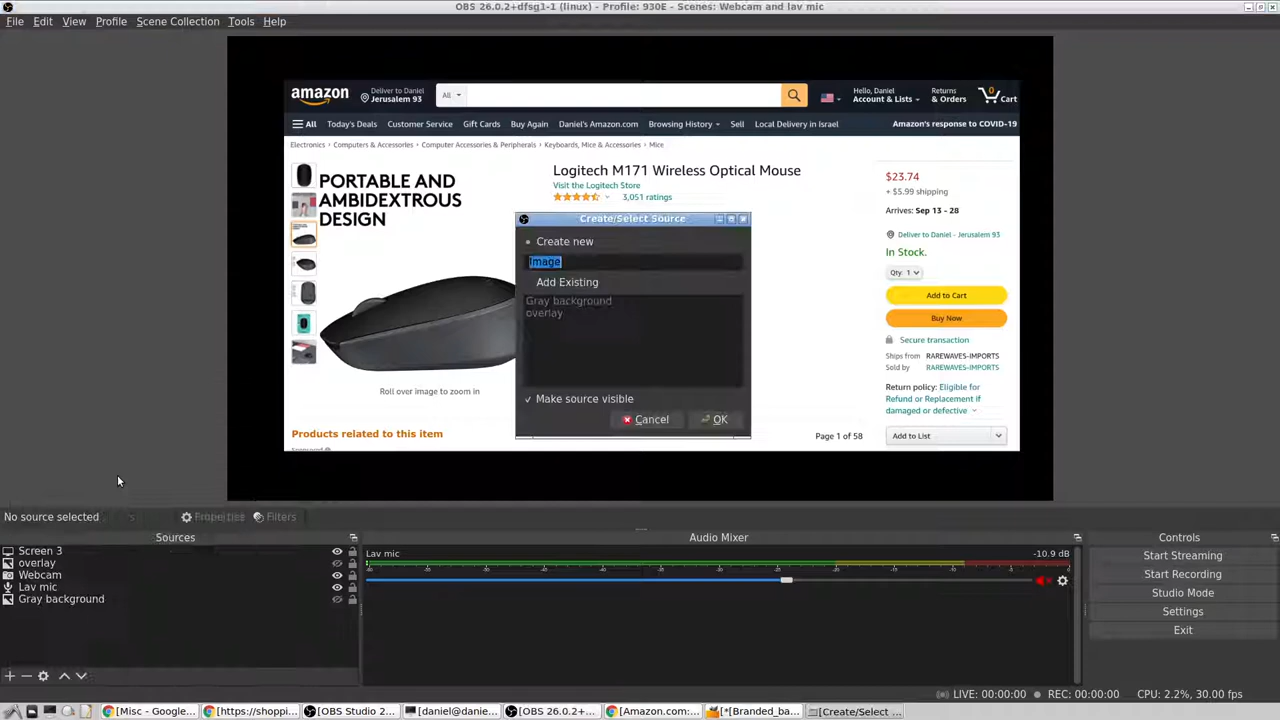 OBS 26.0.2+dfsg1-1 (linux) - Profile: 930E - Scenes: Webcam and lav mic
File Edit View Profile Scene Collection Tools Help
amazon
Deliver to Daniel
Jerusalem 93
All
Hello, Daniel
Account & Lists
Returns
& Orders
0
Cart
All Today's Deals Customer Service Gift Cards Buy Again Daniel's Amazon.com Browsing History Sell Local Delivery in Israel Amazon's response to COVID-19
Electronics › Computers & Accessories › Computer Accessories & Peripherals › Keyboards, Mice & Accessories › Mice
PORTABLE AND
AMBIDEXTROUS
DESIGN
Roll over image to zoom in
Logitech M171 Wireless Optical Mouse
Visit the Logitech Store
3,051 ratings
$23.74
+ $5.99 shipping
Arrives: Sep 13 - 28
Deliver to Daniel - Jerusalem 93
In Stock.
Qty: 1
Add to Cart
Buy Now
Secure transaction
Ships from RAREWAVES-IMPORTS
Sold by RAREWAVES-IMPORTS
Return policy: Eligible for
Refund or Replacement if
damaged or defective
Add to List
Products related to this item
Page 1 of 58
Create/Select Source
Create new
Image
Add Existing
Gray background
overlay
Make source visible
Cancel OK
No source selected
Properties Filters
Sources
Screen 3
overlay
Webcam
Lav mic
Gray background
Audio Mixer
Lav mic -10.9 dB
Controls
Start Streaming
Start Recording
Studio Mode
Settings
Exit
LIVE: 00:00:00 REC: 00:00:00 CPU: 2.2%, 30.00 fps
[Misc - Google... [https://shoppi... [OBS Studio 2... [daniel@danie... [OBS 26.0.2+... [Amazon.com:... [*[Branded_ba... [Create/Select ...